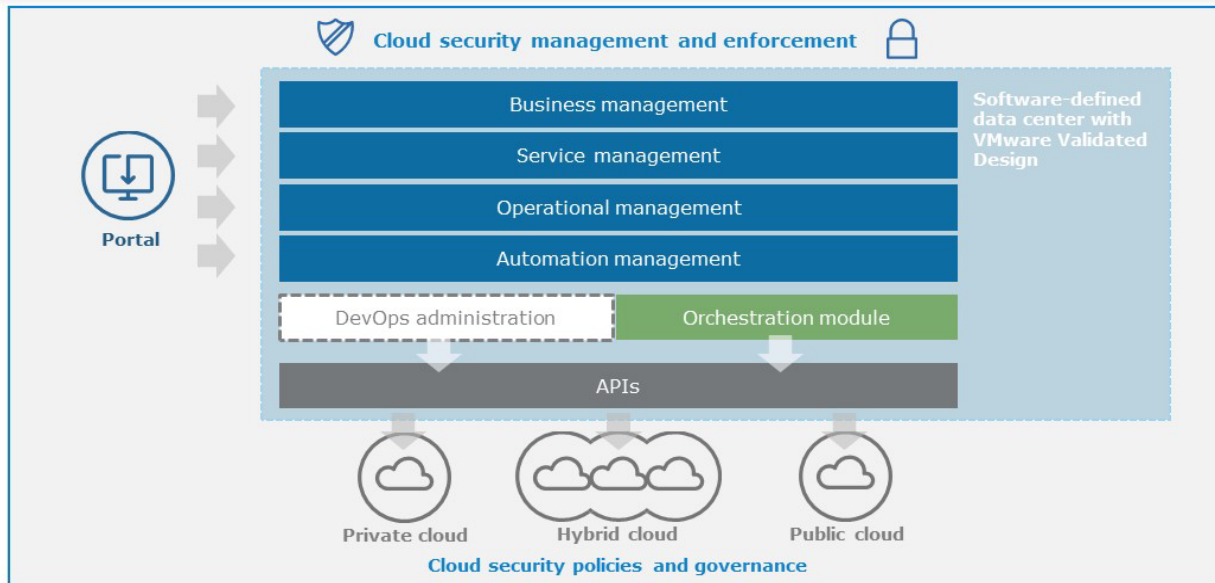 Cloud security management and enforcement
Business management
Software-defined
data center with
VMware Validated
Design
Service management
Operational management
Portal
Automation management
DevOps administration
Orchestration module
APIs
Private cloud
Hybrid cloud
Public cloud
Cloud security policies and governance